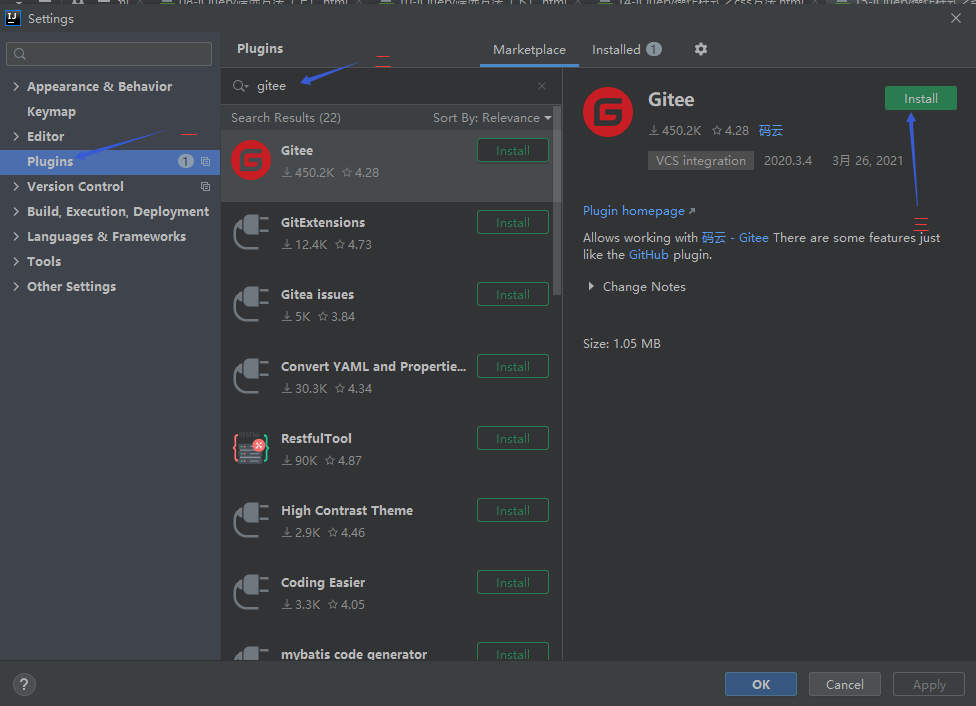 Settings
Plugins
Marketplace
Installed 1
gitee
Appearance & Behavior
Keymap
Editor
Plugins 1
Version Control
Build, Execution, Deployment
Languages & Frameworks
Tools
Other Settings
一
二
三
Search Results (22)
Sort By: Relevance
Gitee
450.2K 4.28
Install
GitExtensions
12.4K 4.73
Install
Gitea issues
5K 3.84
Install
Convert YAML and Propertie...
30.3K 4.34
Install
RestfulTool
90K 4.87
Install
High Contrast Theme
2.9K 4.46
Install
Coding Easier
3.3K 4.05
Install
mybatis code generator
Install
Gitee
Install
450.2K 4.28 码云
VCS integration 2020.3.4 3月 26, 2021
Plugin homepage
Allows working with 码云 - Gitee There are some features just
like the GitHub plugin.
Change Notes
Size: 1.05 MB
?
OK
Cancel
Apply